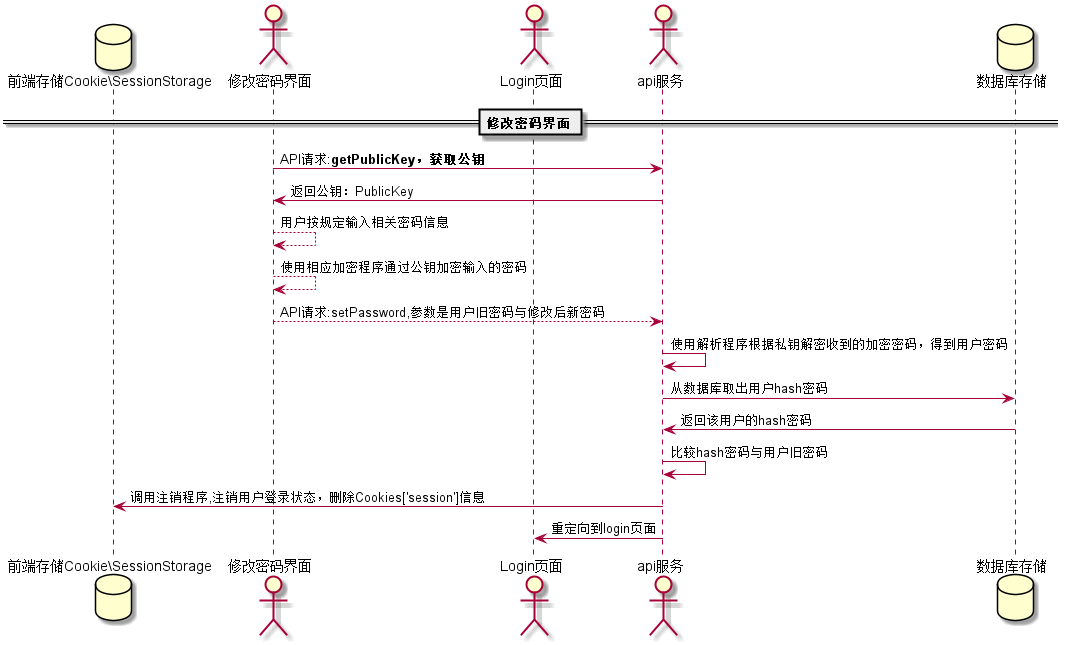 前端存储Cookie\SessionStorage 修改密码界面 Login页面 api服务 数据库存储
修改密码界面
API请求:getPublicKey，获取公钥
返回公钥：PublicKey
用户按规定输入相关密码信息
使用相应加密程序通过公钥加密输入的密码
API请求:setPassword,参数是用户旧密码与修改后新密码
使用解析程序根据私钥解密收到的加密密码，得到用户密码
从数据库取出用户hash密码
返回该用户的hash密码
比较hash密码与用户旧密码
调用注销程序,注销用户登录状态，删除Cookies['session']信息
重定向到login页面
前端存储Cookie\SessionStorage 修改密码界面 Login页面 api服务 数据库存储